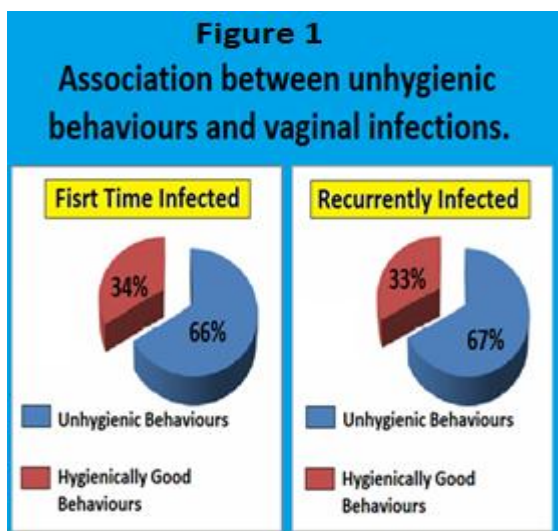 Figure 1
Association between unhygienic
behaviours and vaginal infections.
Fisrt Time Infected
34%
66%
Unhygienic Behaviours
Hygienically Good
Behaviours
Recurrently Infected
33%
67%
Unhygienic Behaviours
Hygienically Good
Behaviours